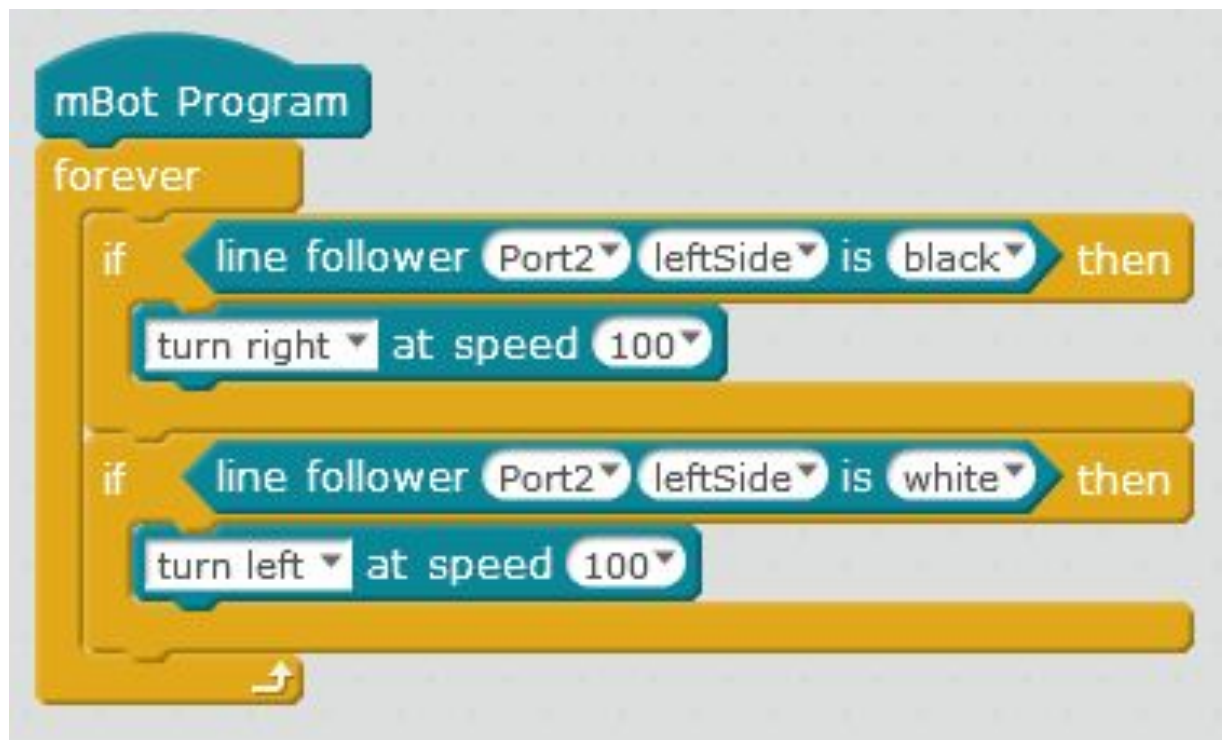 mBot Program
forever
if line follower Port2 leftSide is black then
turn right at speed 100
if line follower Port2 leftSide is white then
turn left at speed 100